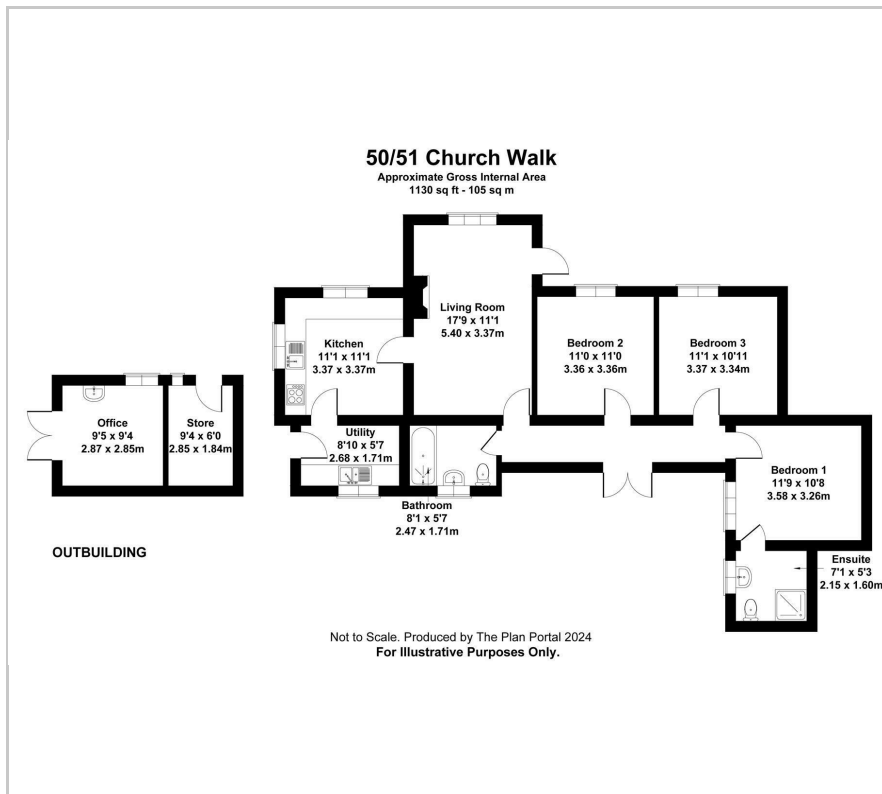 50/51 Church Walk
Approximate Gross Internal Area
1130 sq ft - 105 sq m
Living Room
17'9 x 11'1
5.40 x 3.37m
Kitchen
11'1 x 11'1
3.37 x 3.37m
Bedroom 2
11'0 x 11'0
3.36 x 3.36m
Bedroom 3
11'1 x 10'11
3.37 x 3.34m
Office
9'5 x 9'4
2.87 x 2.85m
Store
9'4 x 6'0
2.85 x 1.84m
Utility
8'10 x 5'7
2.68 x 1.71m
Bathroom
8'1 x 5'7
2.47 x 1.71m
Bedroom 1
11'9 x 10'8
3.58 x 3.26m
Ensuite
7'1 x 5'3
2.15 x 1.60m
OUTBUILDING
Not to Scale. Produced by The Plan Portal 2024
For Illustrative Purposes Only.